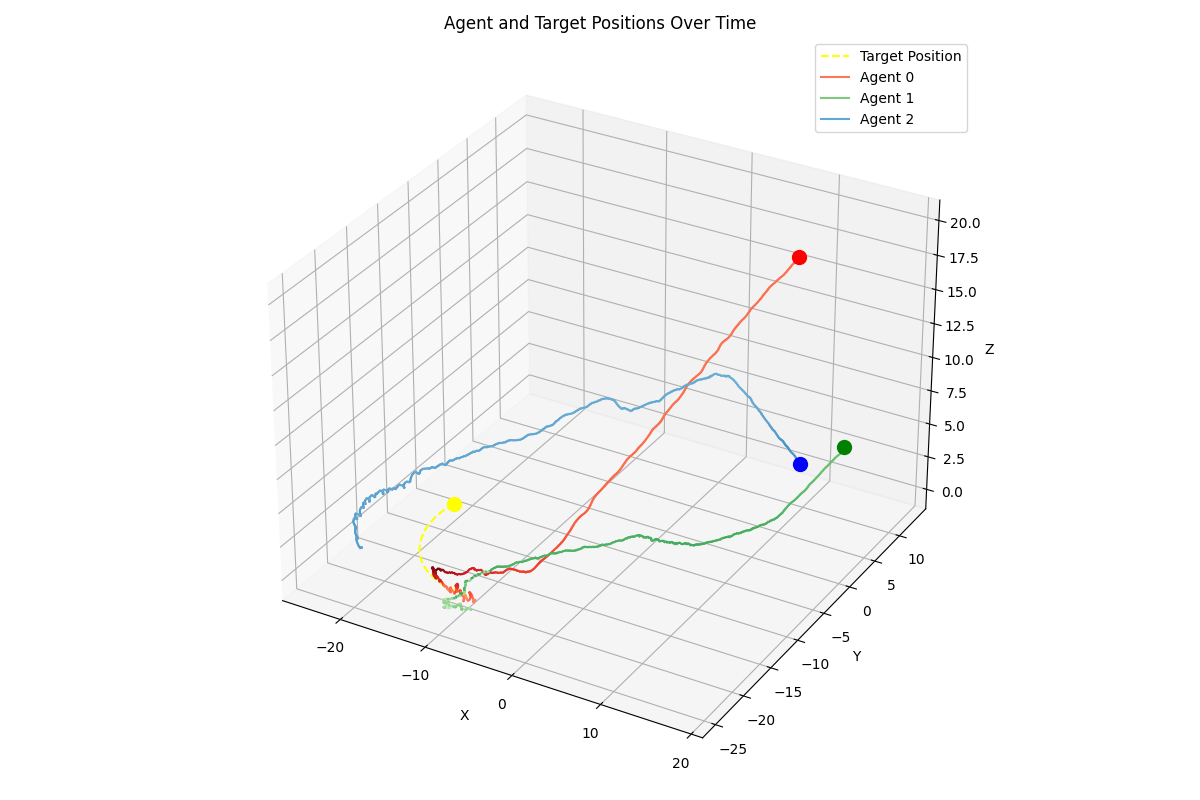 Agent and Target Positions Over Time
Target Position
Agent 0
Agent 1
Agent 2
20.0
17.5
15.0
12.5
10.0
7.5
5.0
2.5
0.0
Z
10
5
0
−5
−10
−15
−20
−25
Y
−20
−10
0
10
20
X